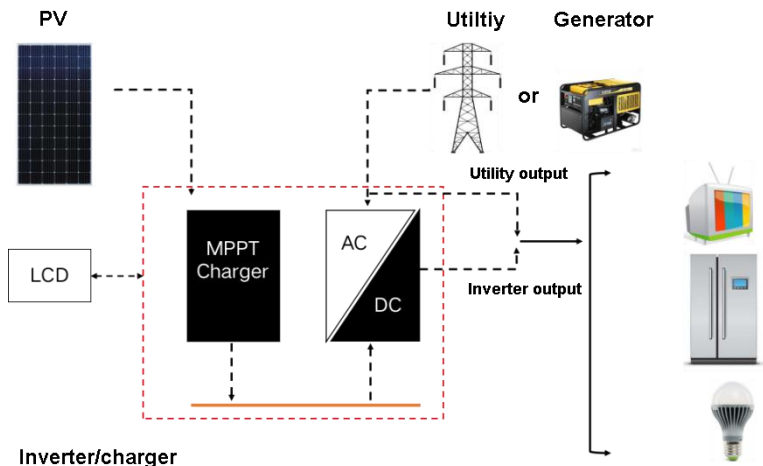 PV
Utiltiy
Generator
or
Utility output
MPPT
Charger
AC
LCD
DC
Inverter output
Inverter/charger